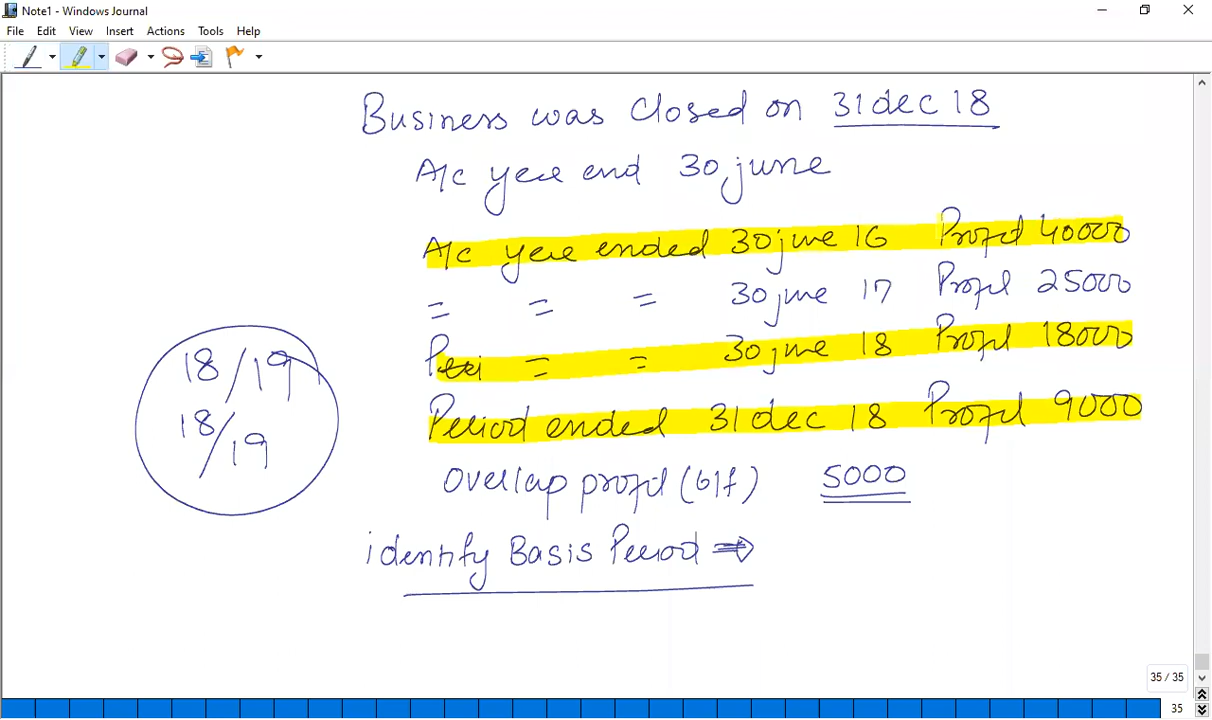 Note1 - Windows Journal
File Edit View Insert Actions Tools Help
Business was closed on 31 dec 18
A/c year end 30 june
A/c year ended 30 june 16 Profit 40000
= = = 30 june 17 Profit 25000
= = 30 june 18 Profit 18000
Period ended 31 dec 18 Profit 9000
18/19
18/19
Overlap profit (b/f) 5000
identify Basis Period ⇒
35 / 35
35